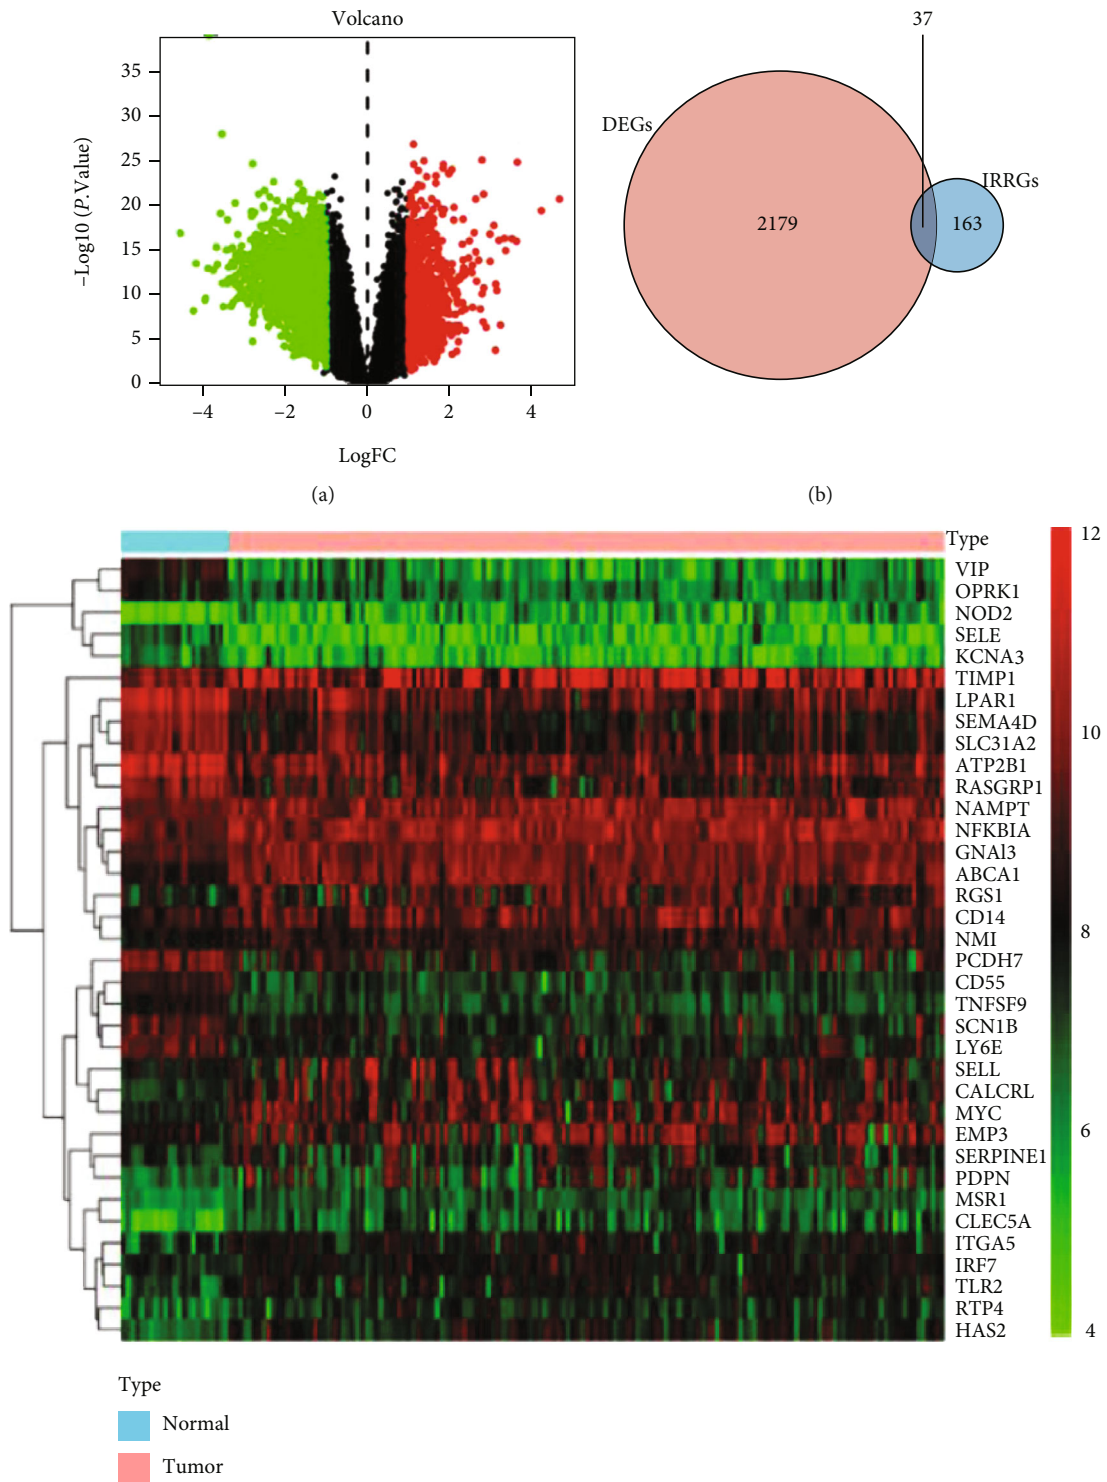 Volcano
37
35
30
25
20
15
10
5
0
–Log10 (P.Value)
–4
–2
0
2
4
LogFC
(a)
DEGs
IRRGs
2179
163
(b)
Type
VIP
OPRK1
NOD2
SELE
KCNA3
TIMP1
LPAR1
SEMA4D
SLC31A2
ATP2B1
RASGRP1
NAMPT
NFKBIA
GNAl3
ABCA1
RGS1
CD14
NMI
PCDH7
CD55
TNFSF9
SCN1B
LY6E
SELL
CALCRL
MYC
EMP3
SERPINE1
PDPN
MSR1
CLEC5A
ITGA5
IRF7
TLR2
RTP4
HAS2
12
10
8
6
4
Type
Normal
Tumor